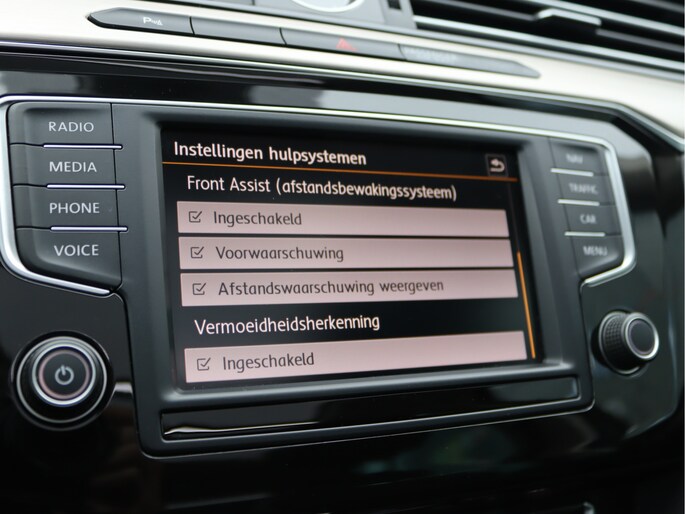 RADIO
MEDIA
PHONE
VOICE
Instellingen hulpsystemen
Front Assist (afstandsbewakingssysteem)
Ingeschakeld
Voorwaarschuwing
Afstandswaarschuwing weergeven
Vermoeidheidsherkenning
Ingeschakeld
NAV
TRAFFIC
CAR
MENU